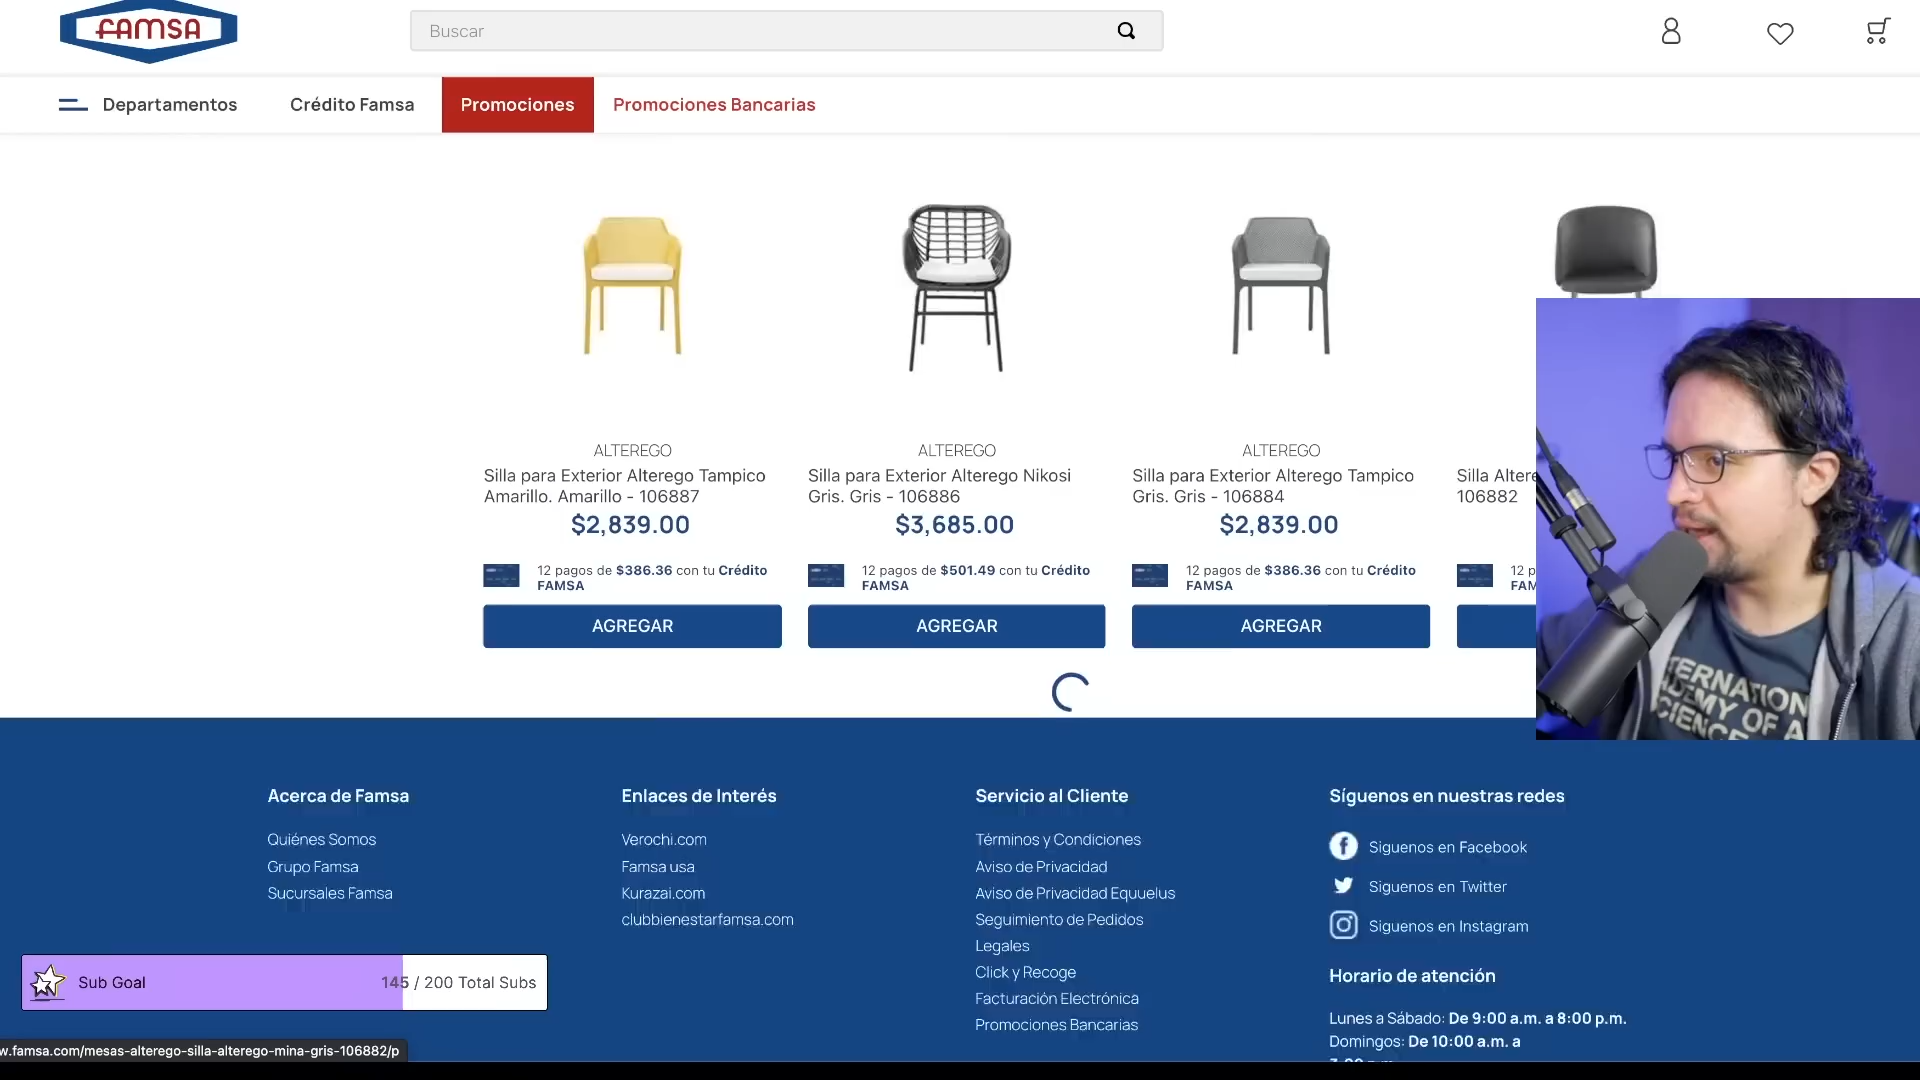 FAMSA
Buscar
Departamentos
Crédito Famsa
Promociones
Promociones Bancarias
ALTEREGO
Silla para Exterior Alterego Tampico
Amarillo. Amarillo - 106887
$2,839.00
12 pagos de $386.36 con tu Crédito
FAMSA
AGREGAR
ALTEREGO
Silla para Exterior Alterego Nikosi
Gris. Gris - 106886
$3,685.00
12 pagos de $501.49 con tu Crédito
FAMSA
AGREGAR
ALTEREGO
Silla para Exterior Alterego Tampico
Gris. Gris - 106884
$2,839.00
12 pagos de $386.36 con tu Crédito
FAMSA
AGREGAR
Silla Altere
106882
12 p
FAM
Acerca de Famsa
Quiénes Somos
Grupo Famsa
Sucursales Famsa
Enlaces de Interés
Verochi.com
Famsa usa
Kurazai.com
clubbienestarfamsa.com
Servicio al Cliente
Términos y Condiciones
Aviso de Privacidad
Aviso de Privacidad Equuelus
Seguimiento de Pedidos
Legales
Click y Recoge
Facturación Electrónica
Promociones Bancarias
Síguenos en nuestras redes
Siguenos en Facebook
Siguenos en Twitter
Siguenos en Instagram
Horario de atención
Lunes a Sábado: De 9:00 a.m. a 8:00 p.m.
Domingos: De 10:00 a.m. a
Sub Goal
145 / 200 Total Subs
w.famsa.com/mesas-alterego-silla-alterego-mina-gris-106882/p